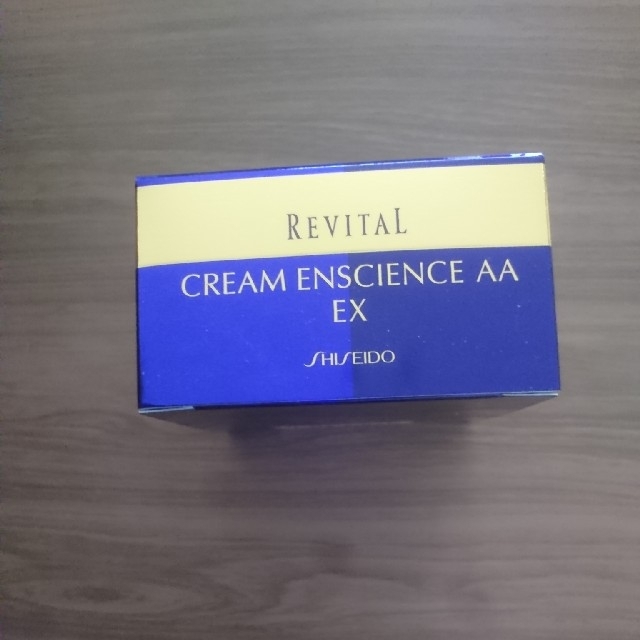 REVITAL
CREAM ENSCIENCE AA
EX
SHISEIDO